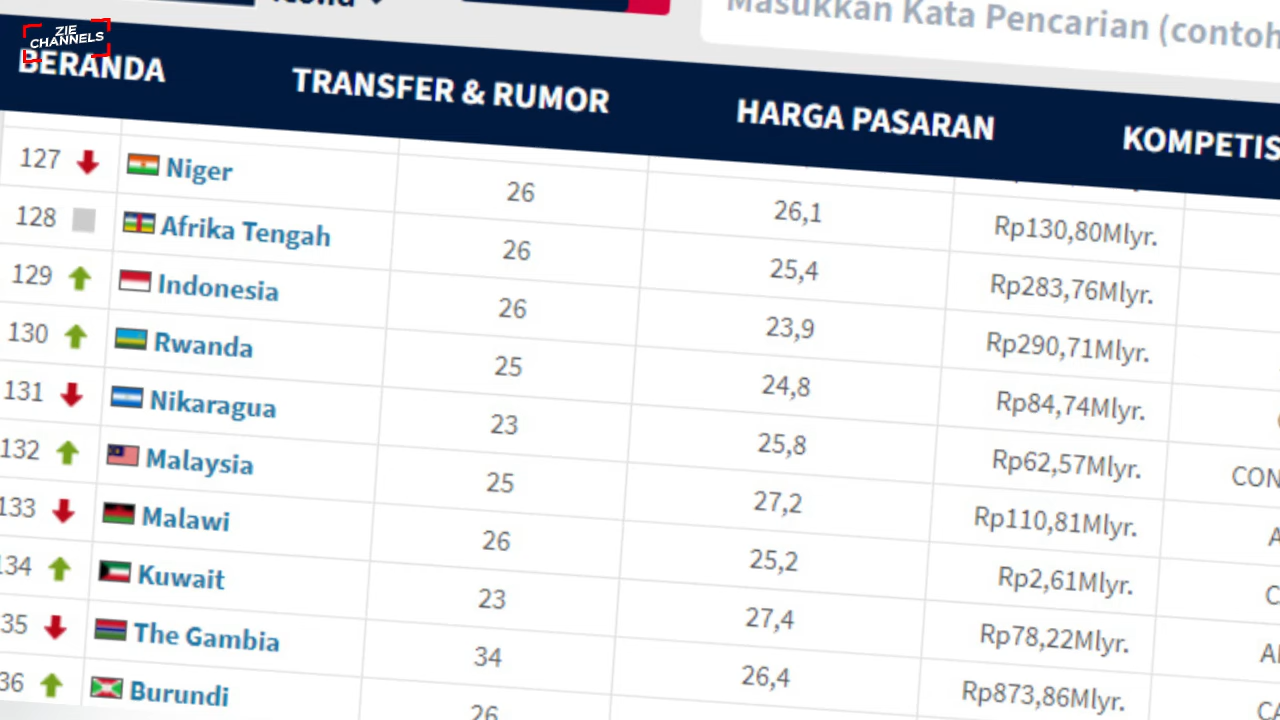 ZIE
CHANNELS
Masukkan Kata Pencarian (contoh
BERANDA TRANSFER & RUMOR HARGA PASARAN KOMPETIS
127 Niger 26 26,1 Rp130,80Mlyr.
128 Afrika Tengah 26 25,4 Rp283,76Mlyr.
129 Indonesia 26 23,9 Rp290,71Mlyr.
130 Rwanda 25 24,8 Rp84,74Mlyr.
131 Nikaragua 23 25,8 Rp62,57Mlyr. CON
132 Malaysia 25 27,2 Rp110,81Mlyr. A
133 Malawi 26 25,2 Rp2,61Mlyr. C
34 Kuwait 23 27,4 Rp78,22Mlyr.
35 The Gambia 34 26,4 Rp873,86Mlyr. CA
36 Burundi 26